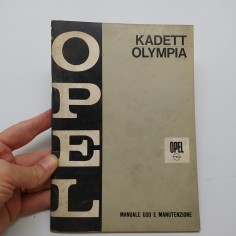 OPEL
KADETT
OLYMPIA
OPEL
MANUALE USO E MANUTENZIONE